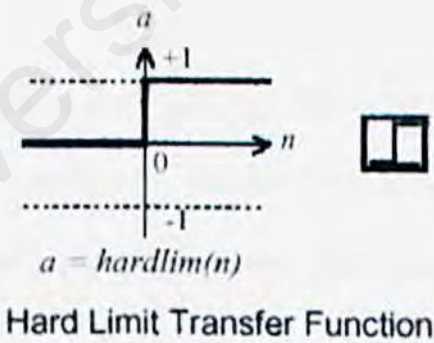 a
+1
n
0
-1
a = hardlim(n)
Hard Limit Transfer Function